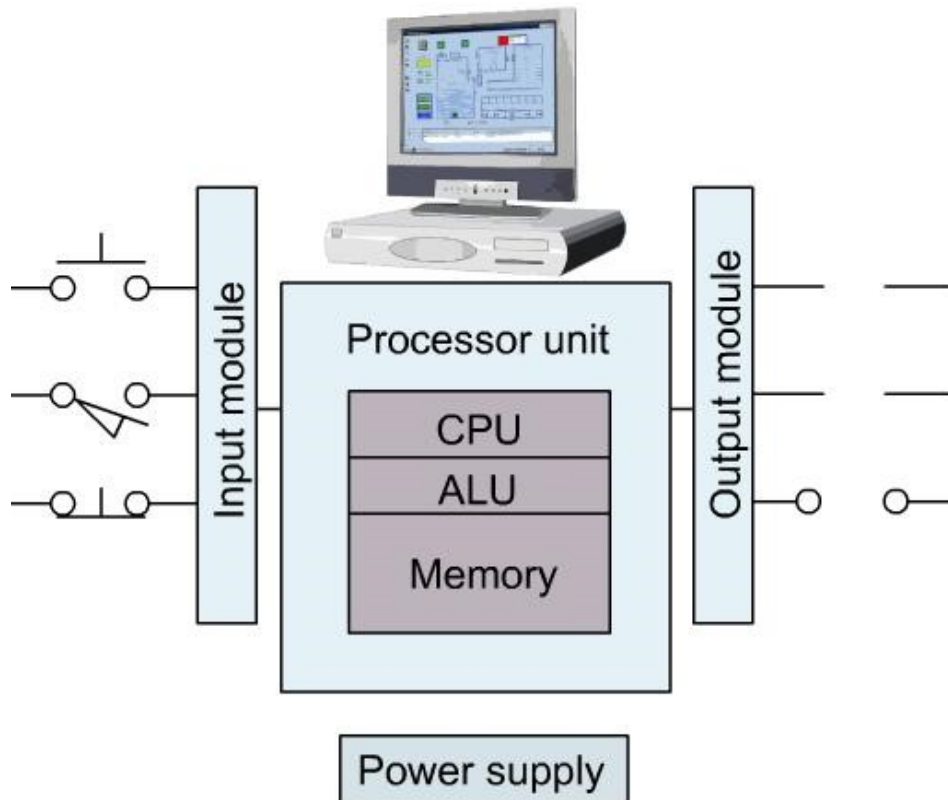 Input module
Processor unit
CPU
ALU
Memory
Output module
Power supply